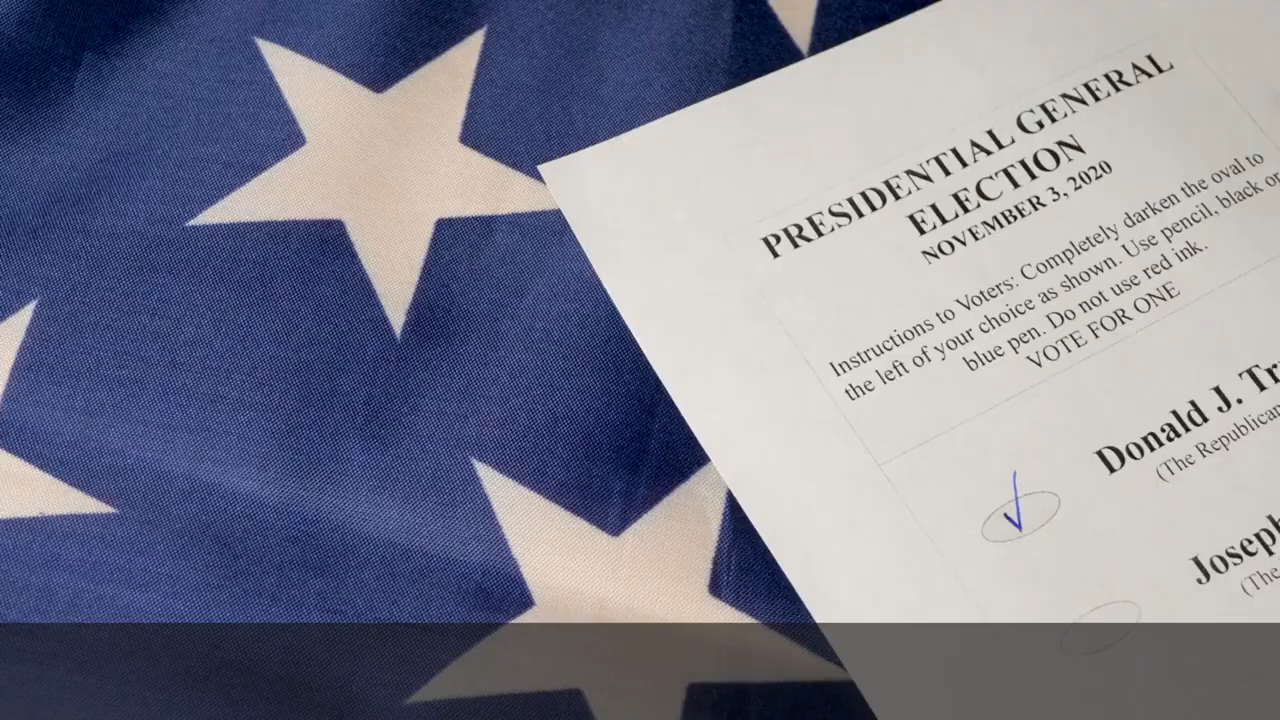 PRESIDENTIAL GENERAL
ELECTION
NOVEMBER 3, 2020
Instructions to Voters: Completely darken the oval to
the left of your choice as shown. Use pencil, black or
blue pen. Do not use red ink.
VOTE FOR ONE
Donald J.
(The Republican
Joseph
(The